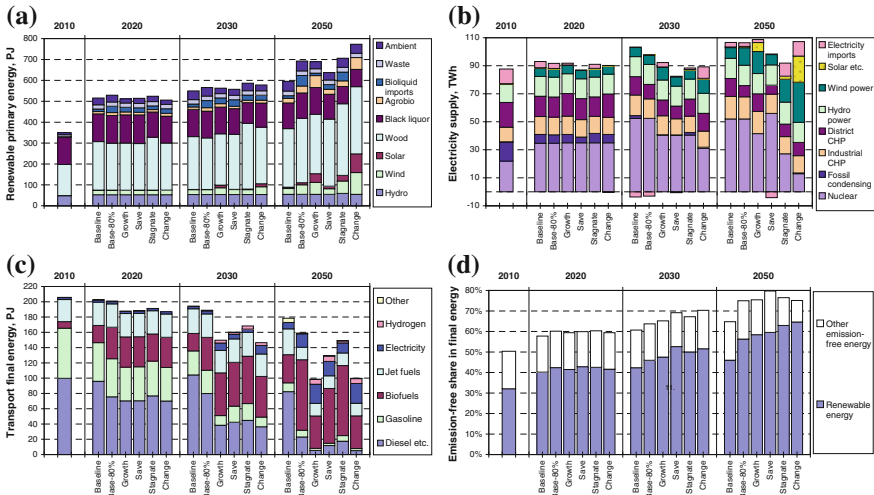 (a)
2010 2020 2030 2050
Renewable primary energy, PJ
800
700
600
500
400
300
200
100
0
Baseline Base-80% Growth Save Stagnate Change
Baseline Base-80% Growth Save Stagnate Change
Baseline Base-80% Growth Save Stagnate Change
Ambient
Waste
Bioliquid imports
Agrobio
Black liquor
Wood
Solar
Wind
Hydro
(b)
2010 2020 2030 2050
Electricity supply, TWh
110
90
70
50
30
10
-10
Baseline Base-80% Growth Save Stagnate Change
Baseline Base-80% Growth Save Stagnate Change
Baseline Base-80% Growth Save Stagnate Change
Electricity imports
Solar etc.
Wind power
Hydro power
District CHP
Industrial CHP
Fossil condensing
Nuclear
(c)
2010 2020 2030 2050
Transport final energy, PJ
220
200
180
160
140
120
100
80
60
40
20
0
Baseline Base-80% Growth Save Stagnate Change
Baseline Base-80% Growth Save Stagnate Change
Baseline Base-80% Growth Save Stagnate Change
Other
Hydrogen
Electricity
Jet fuels
Biofuels
Gasoline
Diesel etc.
(d)
2010 2020 2030 2050
Emission-free share in final energy
80%
70%
60%
50%
40%
30%
20%
10%
0%
Baseline Base-80% Growth Save Stagnate Change
Baseline Base-80% Growth Save Stagnate Change
Baseline Base-80% Growth Save Stagnate Change
Other emission-free energy
Renewable energy